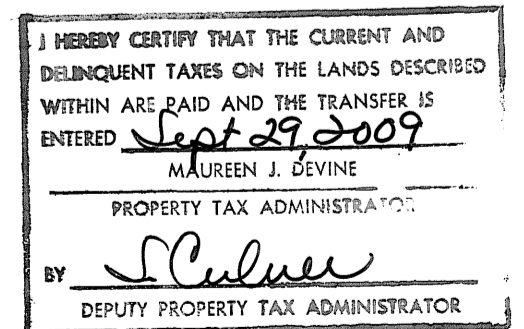 I HEREBY CERTIFY THAT THE CURRENT AND
DELINQUENT TAXES ON THE LANDS DESCRIBED
WITHIN ARE PAID AND THE TRANSFER IS
ENTERED Sept 29, 2009
MAUREEN J. DEVINE
PROPERTY TAX ADMINISTRATOR
BY
DEPUTY PROPERTY TAX ADMINISTRATOR